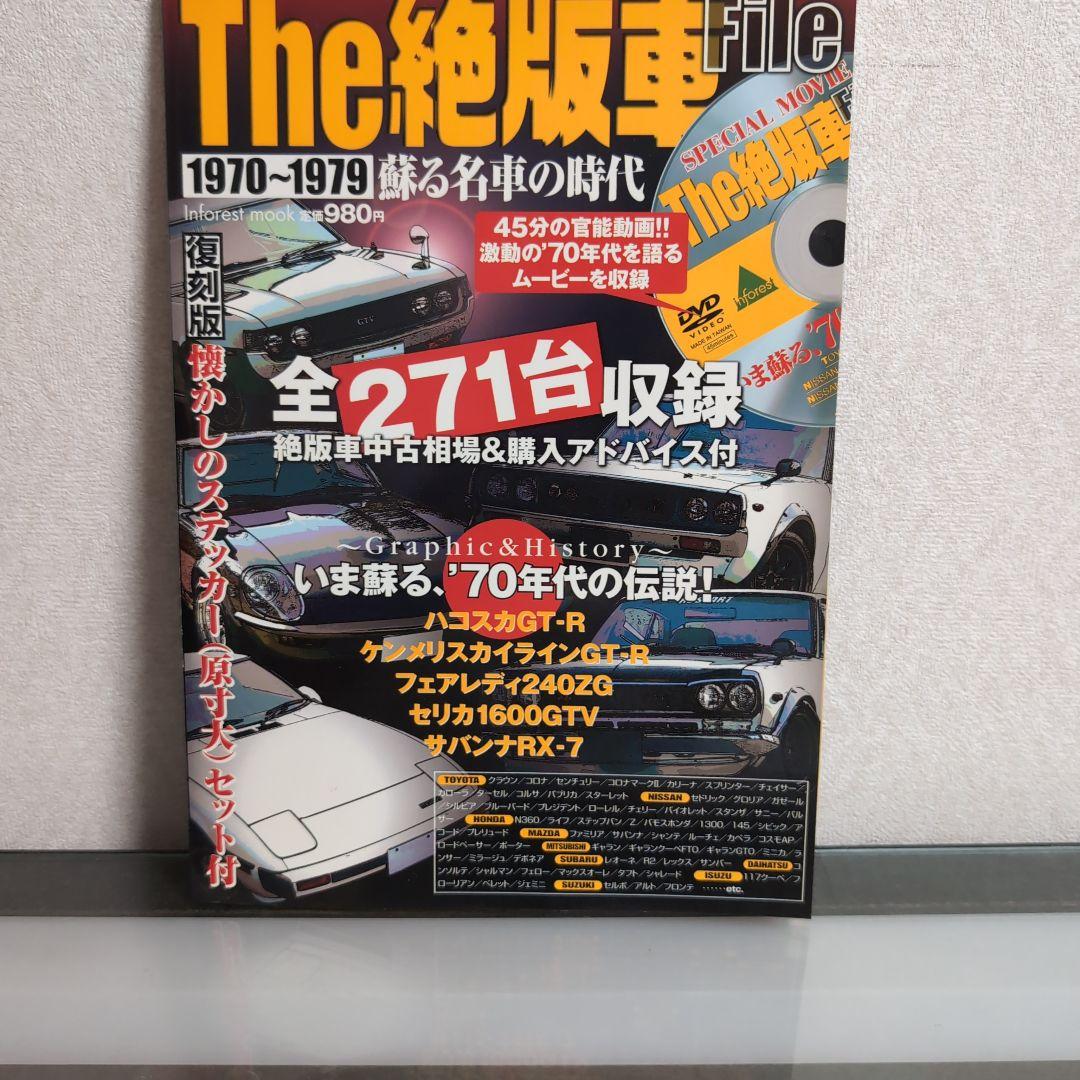 The絶版車
File
1970~1979 蘇る名車の時代
Inforest mook 定価980円
SPECIAL MOVIE
The絶版車
inforest
DVD
VIDEO
MADE IN TAIWAN
45minutes
いま蘇る、'7
NISSAN
NISSAN
45分の官能動画!!
激動の'70年代を語る
ムービーを収録
復刻版
懐かしのステッカー(原寸大)セット付
GTV
全271台収録
絶版車中古相場&購入アドバイス付
~Graphic&History~
いま蘇る、'70年代の伝説!
ハコスカGT-R
ケンメリスカイラインGT-R
フェアレディ240ZG
セリカ1600GTV
サバンナRX-7
TOYOTA クラウン/コロナ/センチュリー/コロナマークII/カリーナ/スプリンター/チェイサー/
カローラ/ターセル/コルサ/パブリカ/スターレット NISSAN セドリック/グロリア/ガゼール
/シルビア/ブルーバード/プレジデント/ローレル/チェリー/バイオレット/スタンザ/サニー/パル
サー HONDA N360/ライフ/ステップバン/Z/バモスホンダ/1300/145/シビック/ア
コード/プレリュード MAZDA ファミリア/サバンナ/シャンテ/ルーチェ/カペラ/コスモAP/
ロードペーサー/ポーター MITSUBISHI ギャラン/ギャランクーペFTO/ギャランGTO/ミニカ/ラ
ンサー/ミラージュ/デボネア SUBARU レオーネ/R2/レックス/サンバー DAIHATSU コ
ンソルテ/シャルマン/フェロー/マックスオーレ/タフト/シャレード ISUZU 117クーペ/フ
ローリアン/ベレット/ジェミニ SUZUKI セルボ/アルト/フロンテ ……etc.